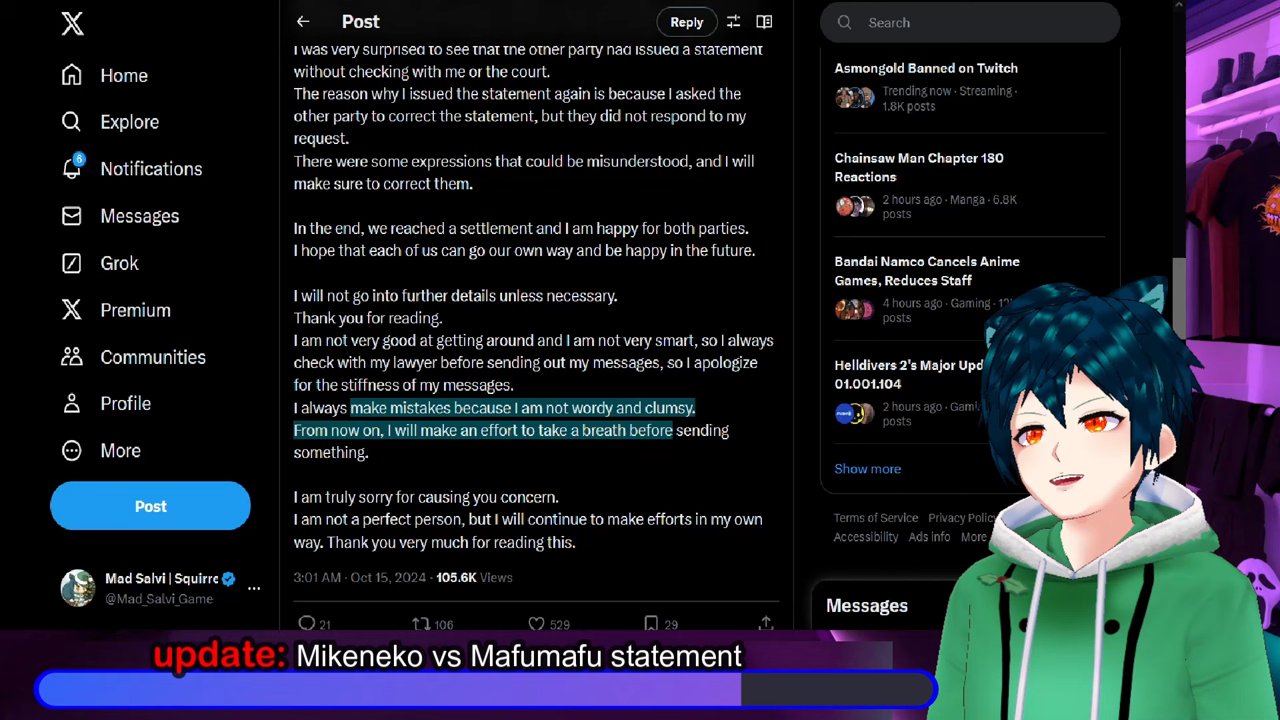 Home
Explore
6
Notifications
Messages
Grok
Premium
Communities
Profile
More
Post
Mad Salvi | Squirre
@Mad_Salvi_Game
Post
Reply
I was very surprised to see that the other party had issued a statement
without checking with me or the court.
The reason why I issued the statement again is because I asked the
other party to correct the statement, but they did not respond to my
request.
There were some expressions that could be misunderstood, and I will
make sure to correct them.
In the end, we reached a settlement and I am happy for both parties.
I hope that each of us can go our own way and be happy in the future.
I will not go into further details unless necessary.
Thank you for reading.
I am not very good at getting around and I am not very smart, so I always
check with my lawyer before sending out my messages, so I apologize
for the stiffness of my messages.
I always make mistakes because I am not wordy and clumsy.
From now on, I will make an effort to take a breath before sending
something.
I am truly sorry for causing you concern.
I am not a perfect person, but I will continue to make efforts in my own
way. Thank you very much for reading this.
3:01 AM · Oct 15, 2024 · 105.6K Views
21
106
529
29
Search
Asmongold Banned on Twitch
Trending now · Streaming ·
1.8K posts
Chainsaw Man Chapter 180
Reactions
2 hours ago · Manga · 6.8K
posts
Bandai Namco Cancels Anime
Games, Reduces Staff
4 hours ago · Gaming · 12
posts
Helldivers 2's Major Upd
01.001.104
2 hours ago · Gami
posts
Show more
Terms of Service Privacy Polic
Accessibility Ads Info More
Messages
update: Mikeneko vs Mafumafu statement